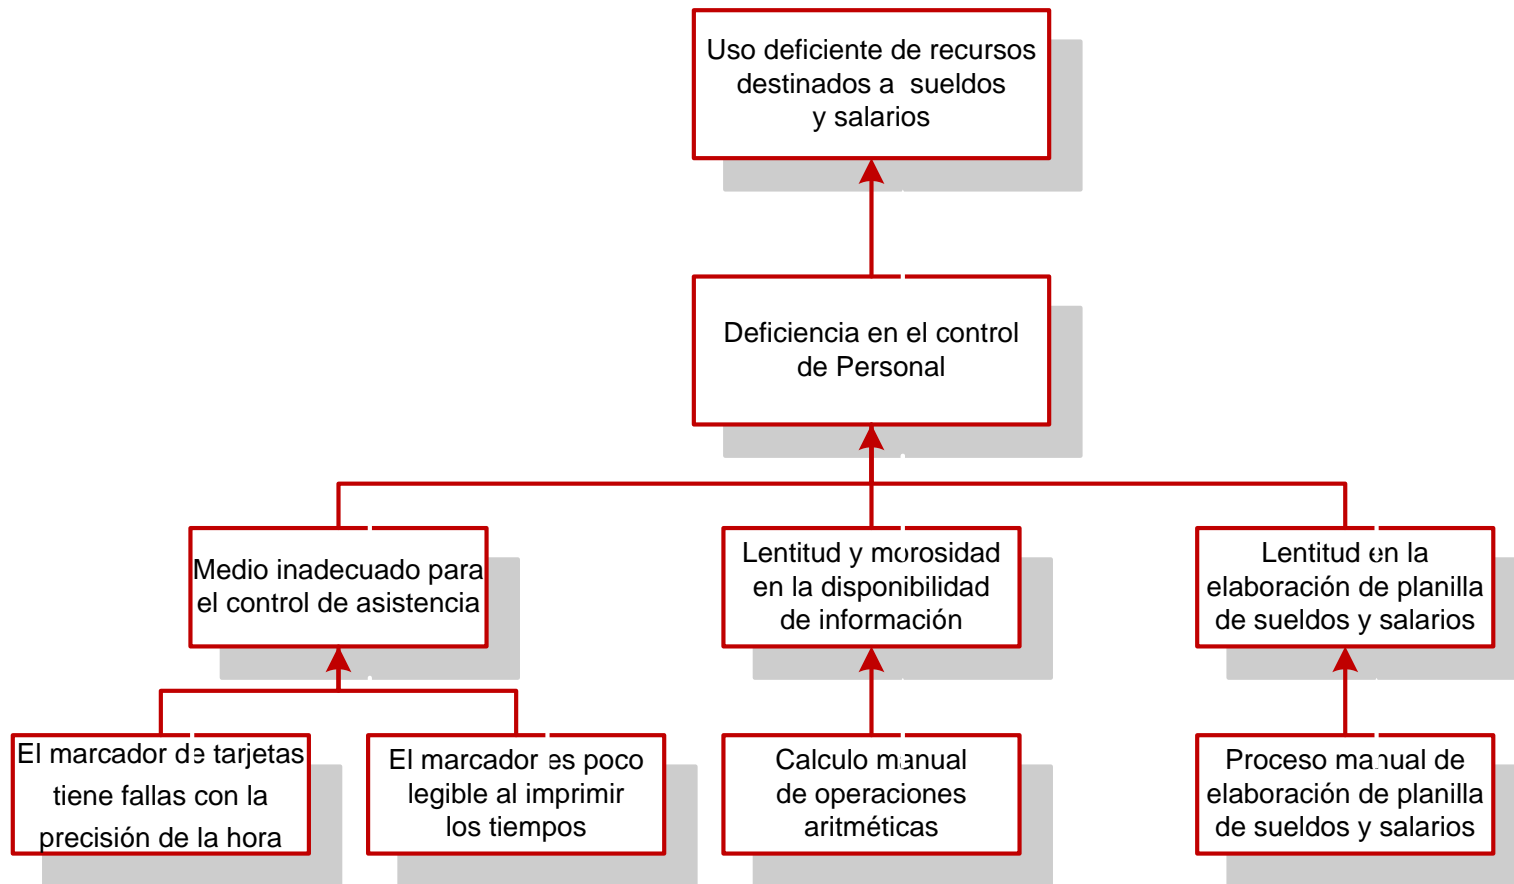 Uso deficiente de recursos
destinados a sueldos
y salarios
Deficiencia en el control
de Personal
Medio inadecuado para
el control de asistencia
Lentitud y morosidad
en la disponibilidad
de información
Lentitud en la
elaboración de planilla
de sueldos y salarios
El marcador de tarjetas
tiene fallas con la
precisión de la hora
El marcador es poco
legible al imprimir
los tiempos
Calculo manual
de operaciones
aritméticas
Proceso manual de
elaboración de planilla
de sueldos y salarios